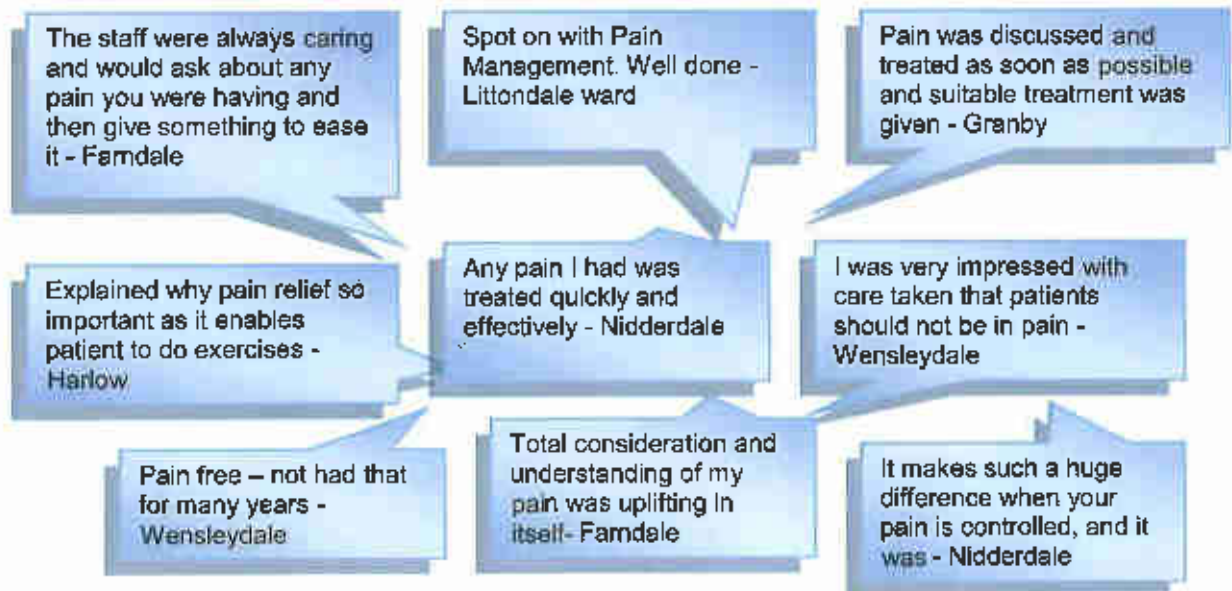 The staff were always caring
and would ask about any
pain you were having and
then give something to ease
it - Farndale
Spot on with Pain
Management. Well done -
Littondale ward
Pain was discussed and
treated as soon as possible
and suitable treatment was
given - Granby
Explained why pain relief so
important as it enables
patient to do exercises -
Harlow
Any pain I had was
treated quickly and
effectively - Nidderdale
I was very impressed with
care taken that patients
should not be in pain -
Wensleydale
Pain free – not had that
for many years -
Wensleydale
Total consideration and
understanding of my
pain was uplifting in
itself- Farndale
It makes such a huge
difference when your
pain is controlled, and it
was - Nidderdale